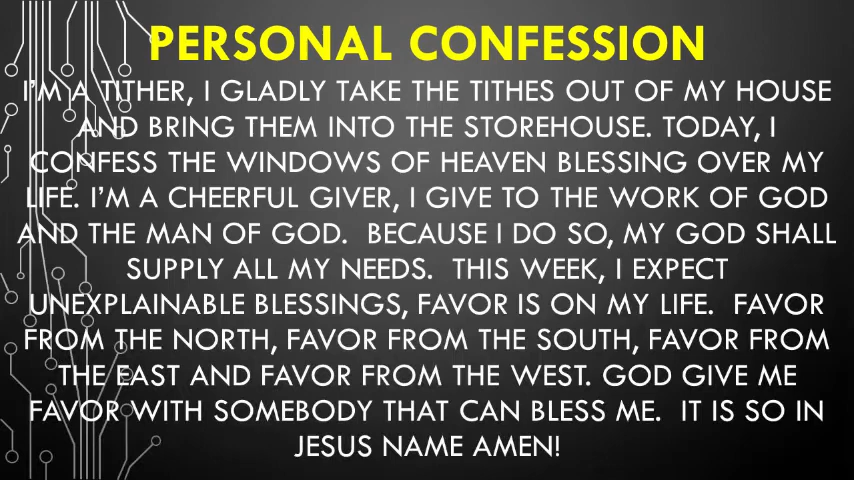 PERSONAL CONFESSION
I'M A TITHER, I GLADLY TAKE THE TITHES OUT OF MY HOUSE
AND BRING THEM INTO THE STOREHOUSE. TODAY, I
CONFESS THE WINDOWS OF HEAVEN BLESSING OVER MY
LIFE. I'M A CHEERFUL GIVER, I GIVE TO THE WORK OF GOD
AND THE MAN OF GOD.  BECAUSE I DO SO, MY GOD SHALL
SUPPLY ALL MY NEEDS.  THIS WEEK, I EXPECT
UNEXPLAINABLE BLESSINGS, FAVOR IS ON MY LIFE.  FAVOR
FROM THE NORTH, FAVOR FROM THE SOUTH, FAVOR FROM
THE EAST AND FAVOR FROM THE WEST. GOD GIVE ME
FAVOR WITH SOMEBODY THAT CAN BLESS ME.  IT IS SO IN
JESUS NAME AMEN!